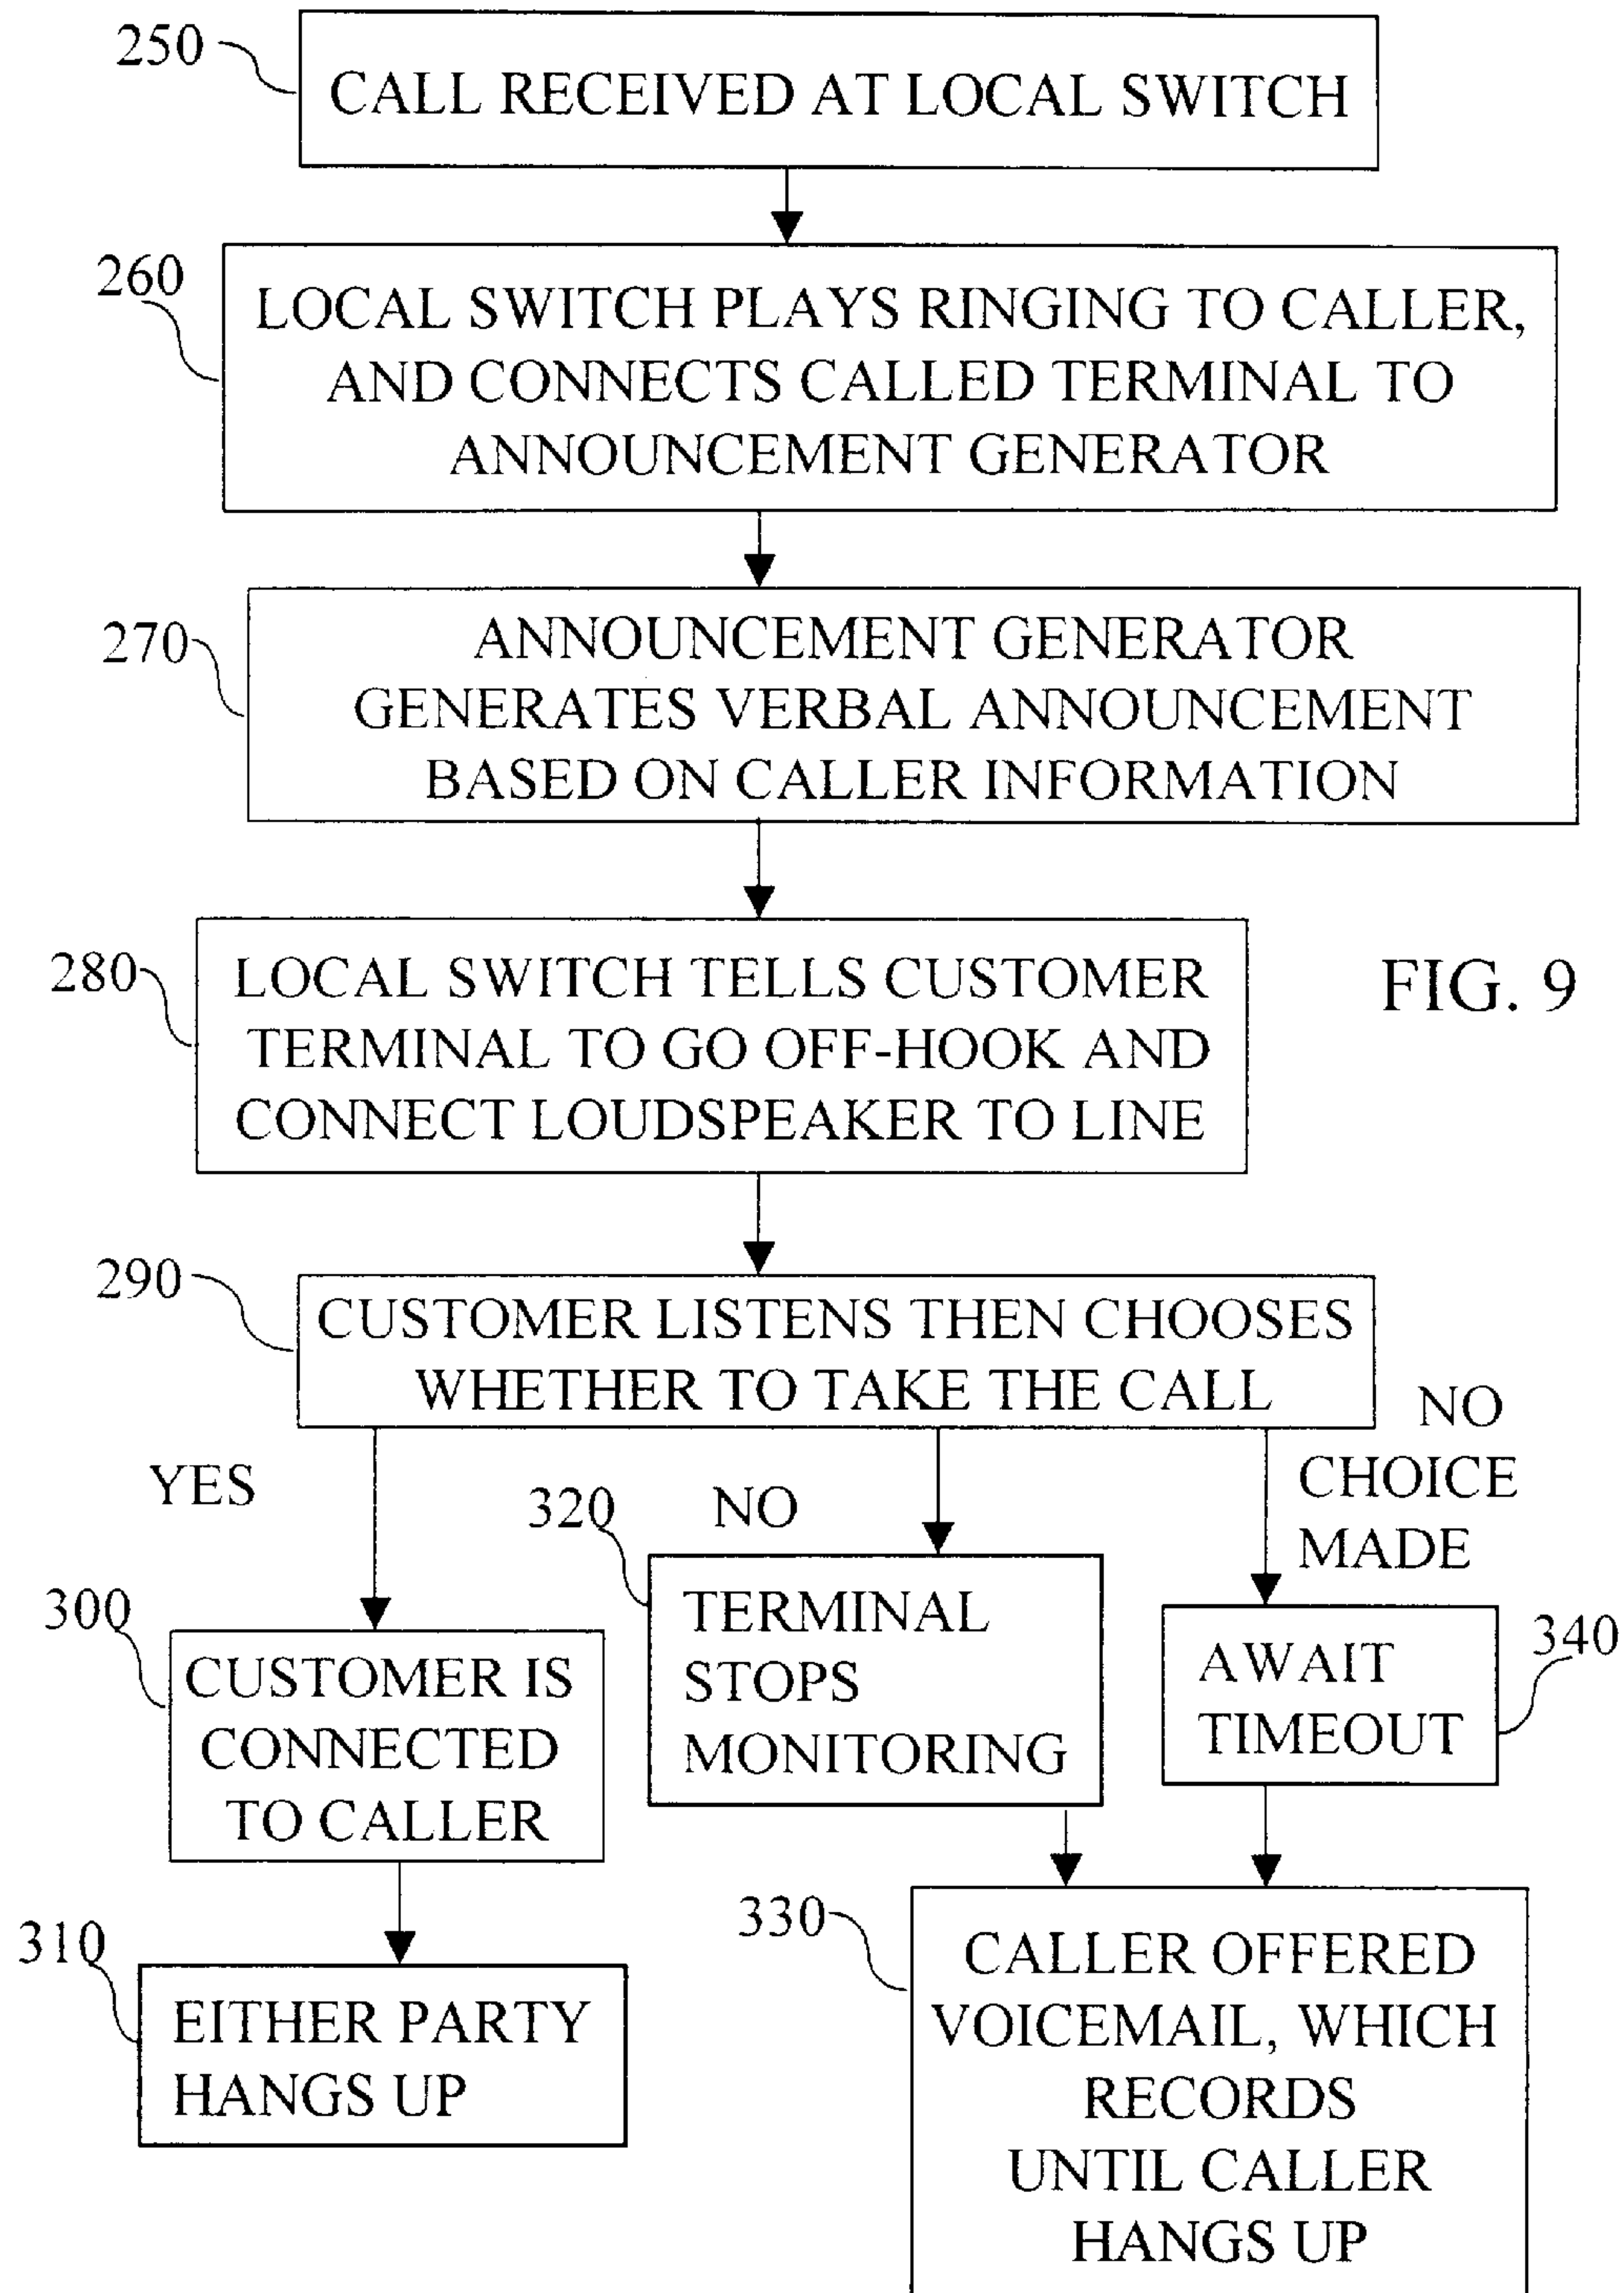 250
CALL RECEIVED AT LOCAL SWITCH
260
LOCAL SWITCH PLAYS RINGING TO CALLER,
AND CONNECTS CALLED TERMINAL TO
ANNOUNCEMENT GENERATOR
270
ANNOUNCEMENT GENERATOR
GENERATES VERBAL ANNOUNCEMENT
BASED ON CALLER INFORMATION
280
LOCAL SWITCH TELLS CUSTOMER
TERMINAL TO GO OFF-HOOK AND
CONNECT LOUDSPEAKER TO LINE
FIG. 9
290
CUSTOMER LISTENS THEN CHOOSES
WHETHER TO TAKE THE CALL
YES
NO
NO
CHOICE
MADE
300
CUSTOMER IS
CONNECTED
TO CALLER
320
TERMINAL
STOPS
MONITORING
340
AWAIT
TIMEOUT
310
EITHER PARTY
HANGS UP
330
CALLER OFFERED
VOICEMAIL, WHICH
RECORDS
UNTIL CALLER
HANGS UP